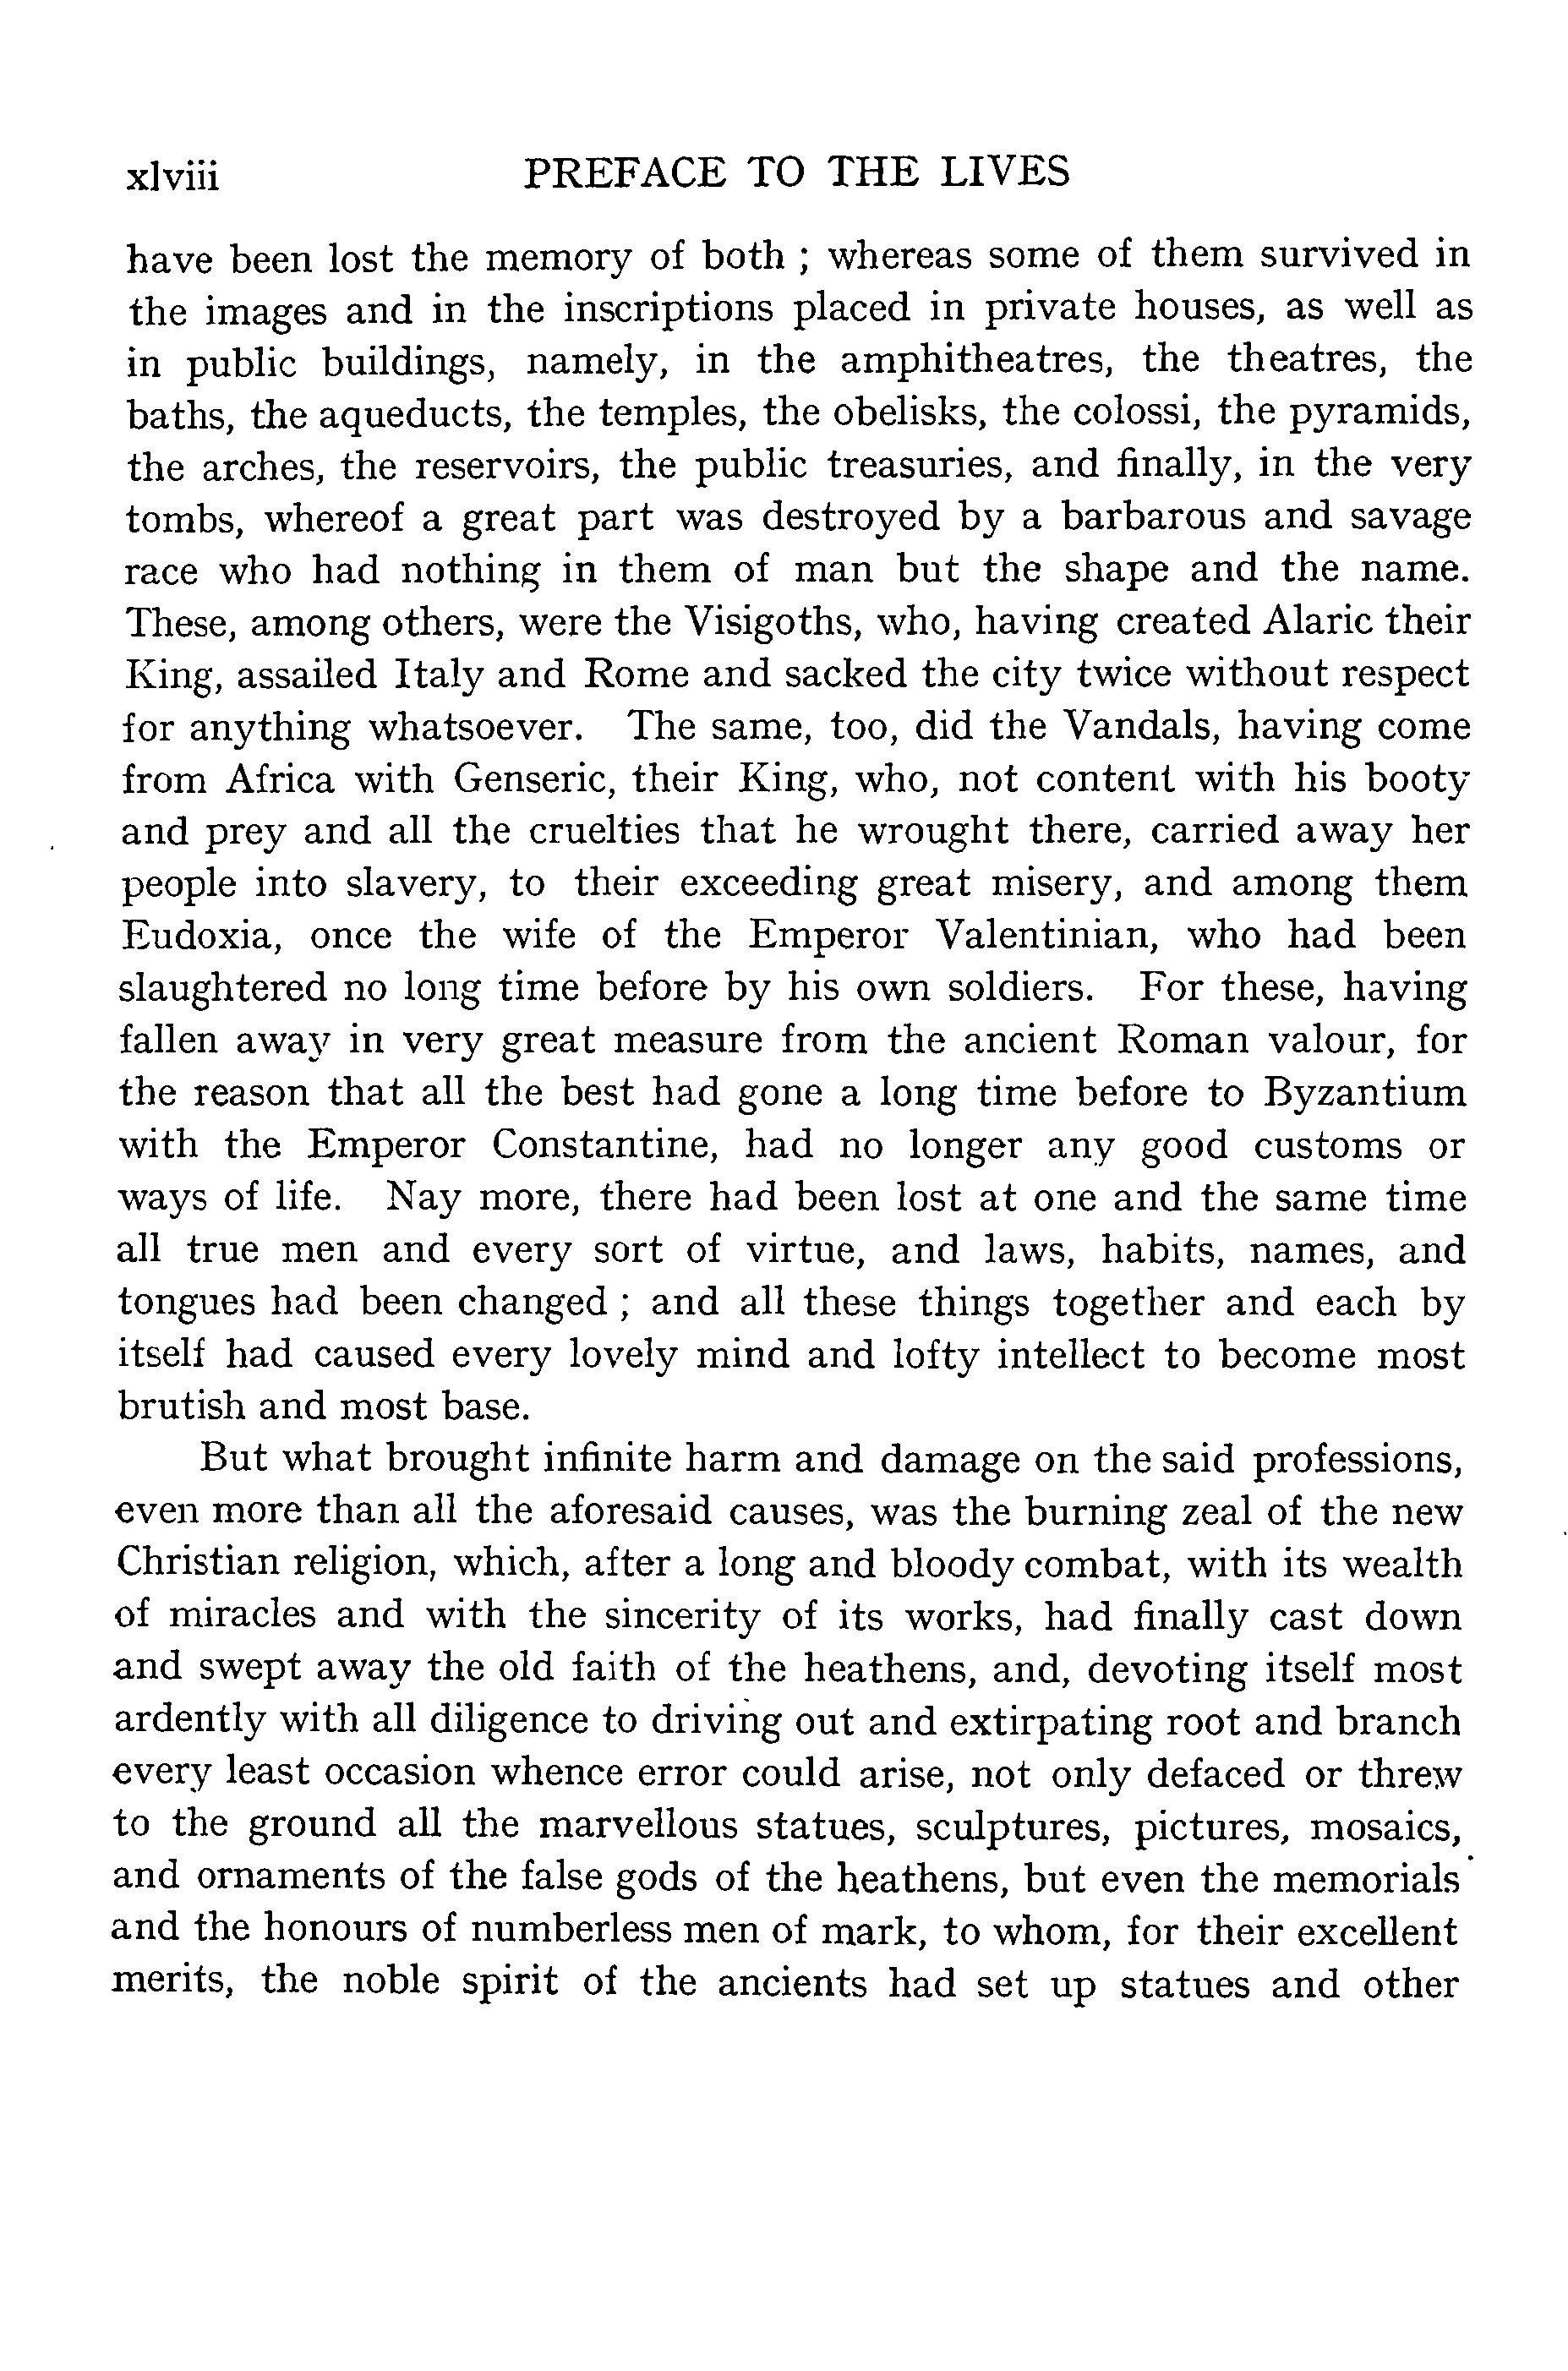 xlviii PREFACE TO THE LIVES
have been lost the memory of both ; whereas some of them survived in
the images and in the inscriptions placed in private houses, as well as
in public buildings, namely, in the amphitheatres, the theatres, the
baths, the aqueducts, the temples, the obelisks, the colossi, the pyramids,
the arches, the reservoirs, the public treasuries, and finally, in the very
tombs, whereof a great part was destroyed by a barbarous and savage
race who had nothing in them of man but the shape and the name.
These, among others, were the Visigoths, who, having created Alaric their
King, assailed Italy and Rome and sacked the city twice without respect
for anything whatsoever. The same, too, did the Vandals, having come
from Africa with Genseric, their King, who, not content with his booty
and prey and all the cruelties that he wrought there, carried away her
people into slavery, to their exceeding great misery, and among them
Eudoxia, once the wife of the Emperor Valentinian, who had been
slaughtered no long time before by his own soldiers. For these, having
fallen away in very great measure from the ancient Roman valour, for
the reason that all the best had gone a long time before to Byzantium
with the Emperor Constantine, had no longer any good customs or
ways of life. Nay more, there had been lost at one and the same time
all true men and every sort of virtue, and laws, habits, names, and
tongues had been changed ; and all these things together and each by
itself had caused every lovely mind and lofty intellect to become most
brutish and most base.
But what brought infinite harm and damage on the said professions,
even more than all the aforesaid causes, was the burning zeal of the new
Christian religion, which, after a long and bloody combat, with its wealth
of miracles and with the sincerity of its works, had finally cast down
and swept away the old faith of the heathens, and, devoting itself most
ardently with all diligence to driving out and extirpating root and branch
every least occasion whence error could arise, not only defaced or threw
to the ground all the marvellous statues, sculptures, pictures, mosaics,
and ornaments of the false gods of the heathens, but even the memorials
and the honours of numberless men of mark, to whom, for their excellent
merits, the noble spirit of the ancients had set up statues and other